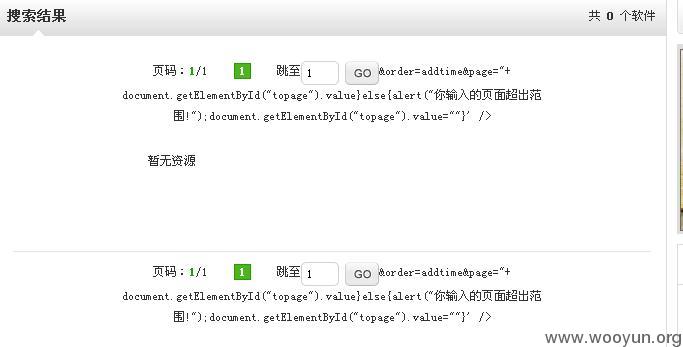 搜索结果 共 0 个软件
页码：1/1 1 跳至 1 GO &order=addtime&page="+
document.getElementById("topage").value}else{alert("你输入的页面超出范
围!");document.getElementById("topage").value=""}' />
暂无资源
页码：1/1 1 跳至 1 GO &order=addtime&page="+
document.getElementById("topage").value}else{alert("你输入的页面超出范
围!");document.getElementById("topage").value=""}' />
www.wooyun.org